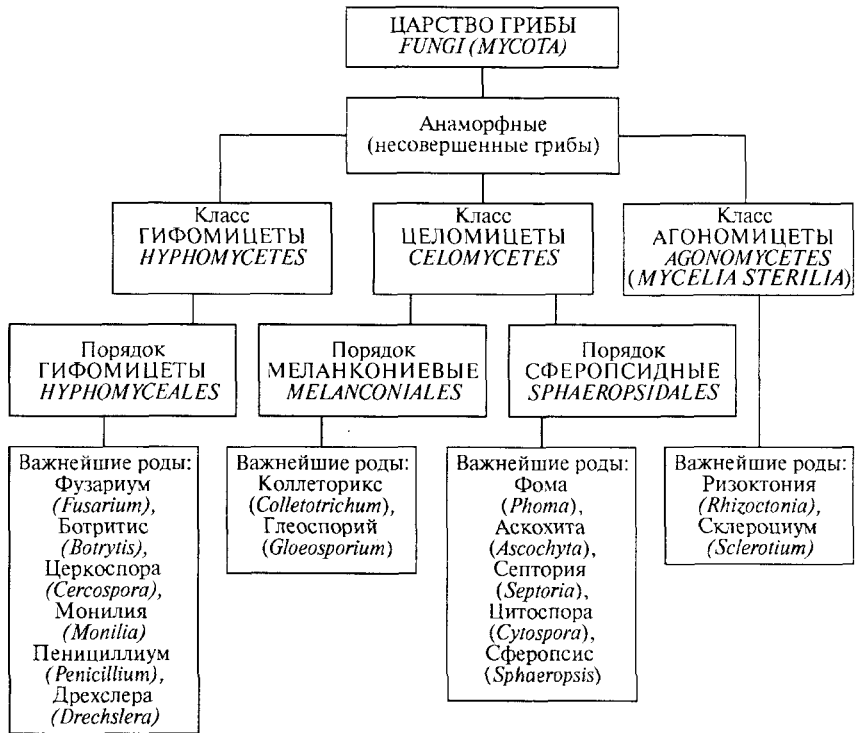 ЦАРСТВО ГРИБЫ
FUNGI (MYCOTA)
Анаморфные
(несовершенные грибы)
Класс
ГИФОМИЦЕТЫ
HYPHOMYCETES
Класс
ЦЕЛОМИЦЕТЫ
CELOMYCETES
Класс
АГОНОМИЦЕТЫ
AGONOMYCETES
(MYCELIA STERILIA)
Порядок
ГИФОМИЦЕТЫ
HYPHOMYCEALES
Порядок
МЕЛАНКОНИЕВЫЕ
MELANCONIALES
Порядок
СФЕРОПСИДНЫЕ
SPHAEROPSIDALES
Важнейшие роды:
Фузариум
(Fusarium),
Ботритис
(Botrytis),
Церкоспора
(Cercospora),
Монилия
(Monilia)
Пенициллиум
(Penicillium),
Дрехслера
(Drechslera)
Важнейшие роды:
Коллеторикс
(Colletotrichum),
Глеоспорий
(Gloeosporium)
Важнейшие роды:
Фома
(Phoma),
Аскохита
(Ascochyta),
Септория
(Septoria),
Цитоспора
(Cytospora),
Сферопсис
(Sphaeropsis)
Важнейшие роды:
Ризоктония
(Rhizoctonia),
Склероциум
(Sclerotium)